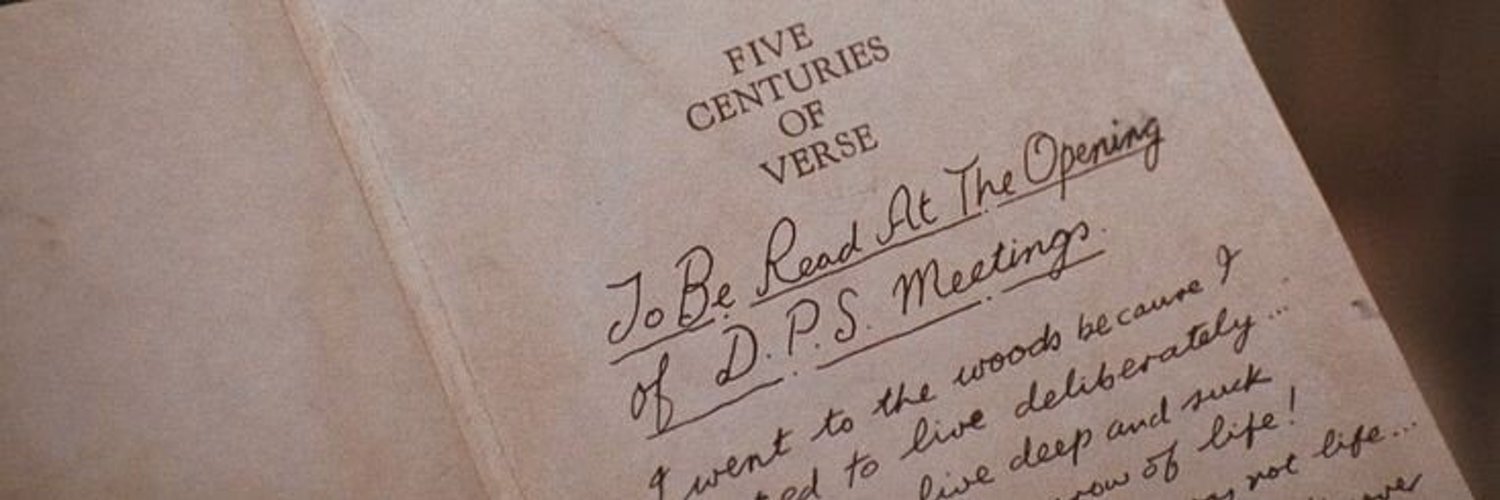 FIVE
CENTURIES
OF
VERSE
To Be Read At The Opening
of D.P.S. Meetings.
I went to the woods because I
to live deliberately...
live deep and suck
of life!
not life...